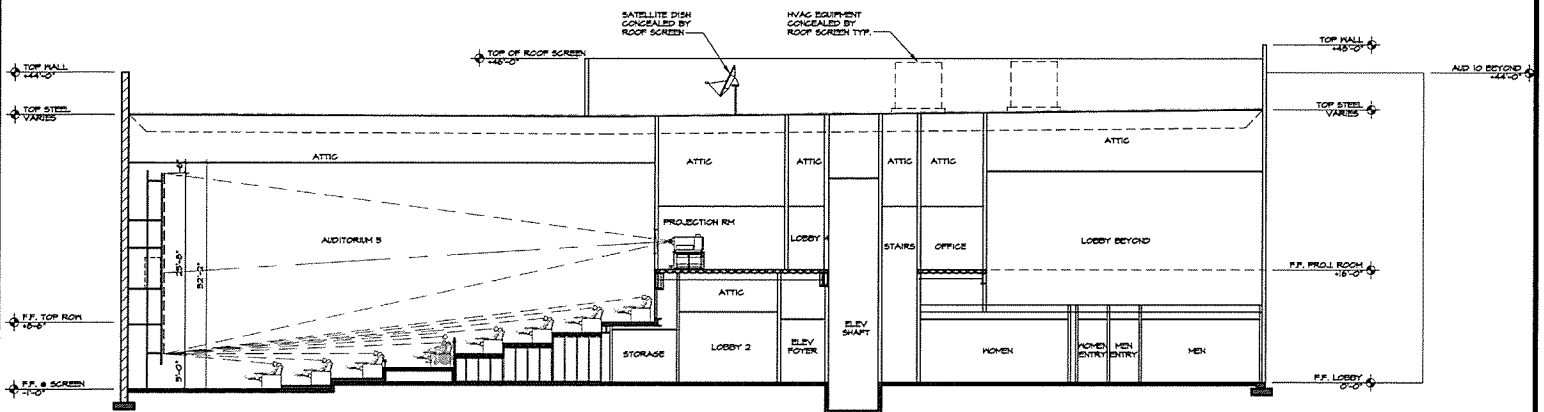 SATELLITE DISH
CONCEALED BY
ROOF SCREEN
HVAC EQUIPMENT
CONCEALED BY
ROOF SCREEN TYP.
TOP OF ROOF SCREEN
+46'-0"
TOP WALL
+48'-0"
TOP WALL
+44'-0"
AUD 10 BEYOND
+44'-0"
TOP STEEL
VARIES
TOP STEEL
VARIES
ATTIC
ATTIC
ATTIC
ATTIC
ATTIC
ATTIC
PROJECTION RM
AUDITORIUM 5
LOBBY
STAIRS
OFFICE
LOBBY BEYOND
25'-8"
32'-2"
F.F. PROJ. ROOM
+16'-0"
ATTIC
F.F. TOP ROW
+8'-6"
ELEV
SHAFT
STORAGE
LOBBY 2
ELEV
FOYER
WOMEN
WOMEN
ENTRY
MEN
ENTRY
MEN
5'-0"
F.F. @ SCREEN
-1'-0"
F.F. LOBBY
0'-0"